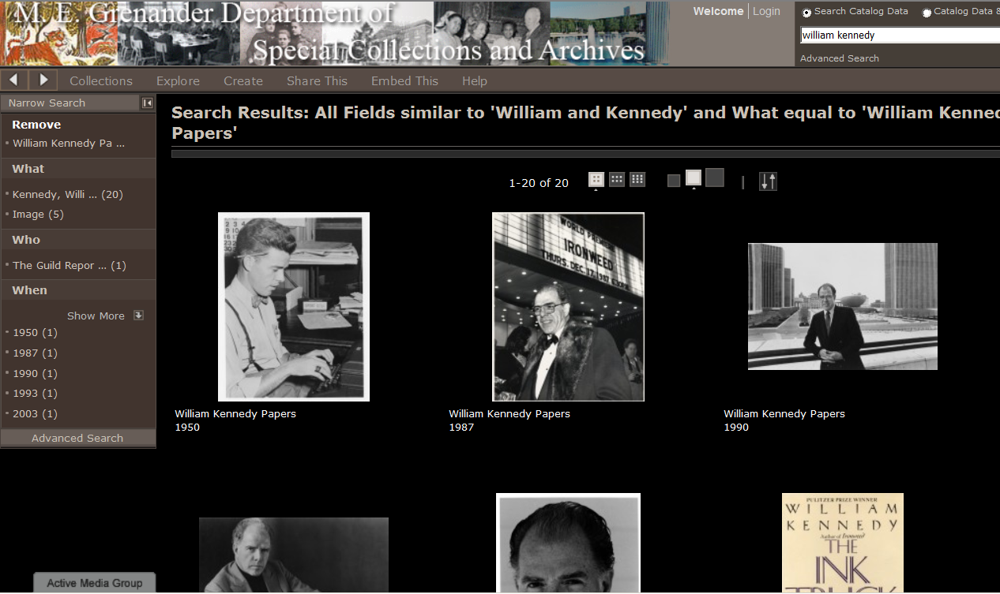 M. E. Grenander Department of
Special Collections and Archives
Welcome Login
Search Catalog Data Catalog Data &
william kennedy
Advanced Search
Collections Explore Create Share This Embed This Help
Narrow Search
Remove
William Kennedy Pa ...
What
Kennedy, Willi ... (20)
Image (5)
Who
The Guild Repor ... (1)
When
Show More
1950 (1)
1987 (1)
1990 (1)
1993 (1)
2003 (1)
Advanced Search
Search Results: All Fields similar to 'William and Kennedy' and What equal to 'William Kenned
Papers'
1-20 of 20
WORLD PREMIERE
IRONWEED
THURS. DEC. 17, 1987
William Kennedy Papers
1950
William Kennedy Papers
1987
William Kennedy Papers
1990
PULITZER PRIZE WINNER
WILLIAM
KENNEDY
Author of Ironweed
THE
INK
TRUCK
Active Media Group